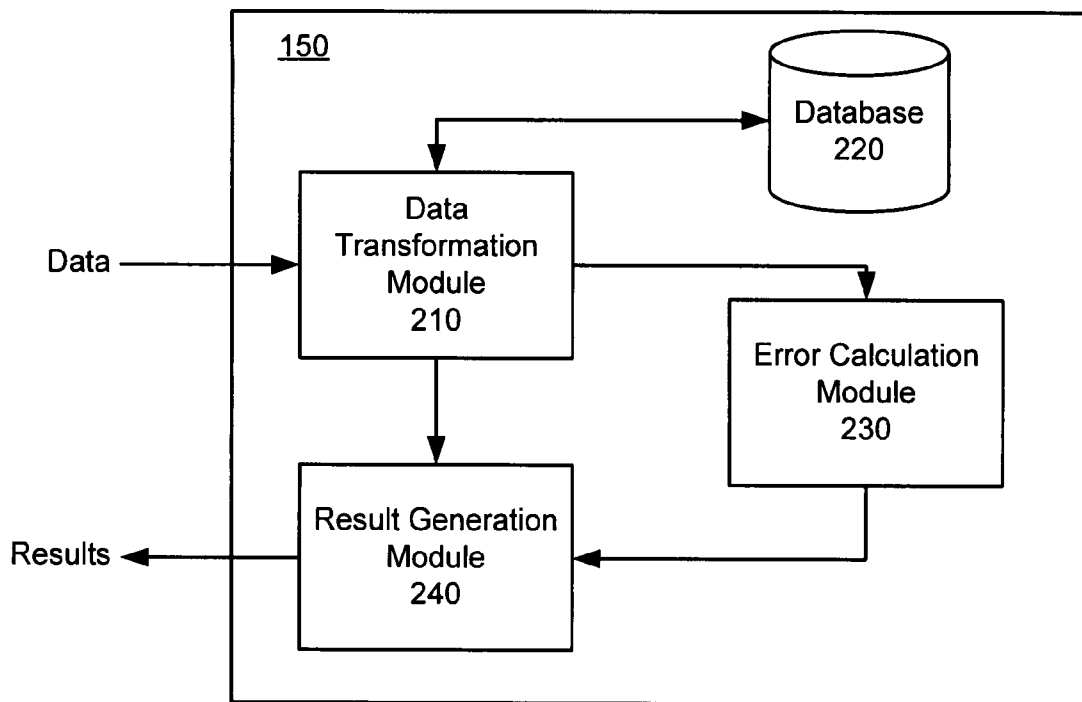 150
Database
220
Data
Transformation
Module
210
Data
Error Calculation
Module
230
Result Generation
Module
240
Results